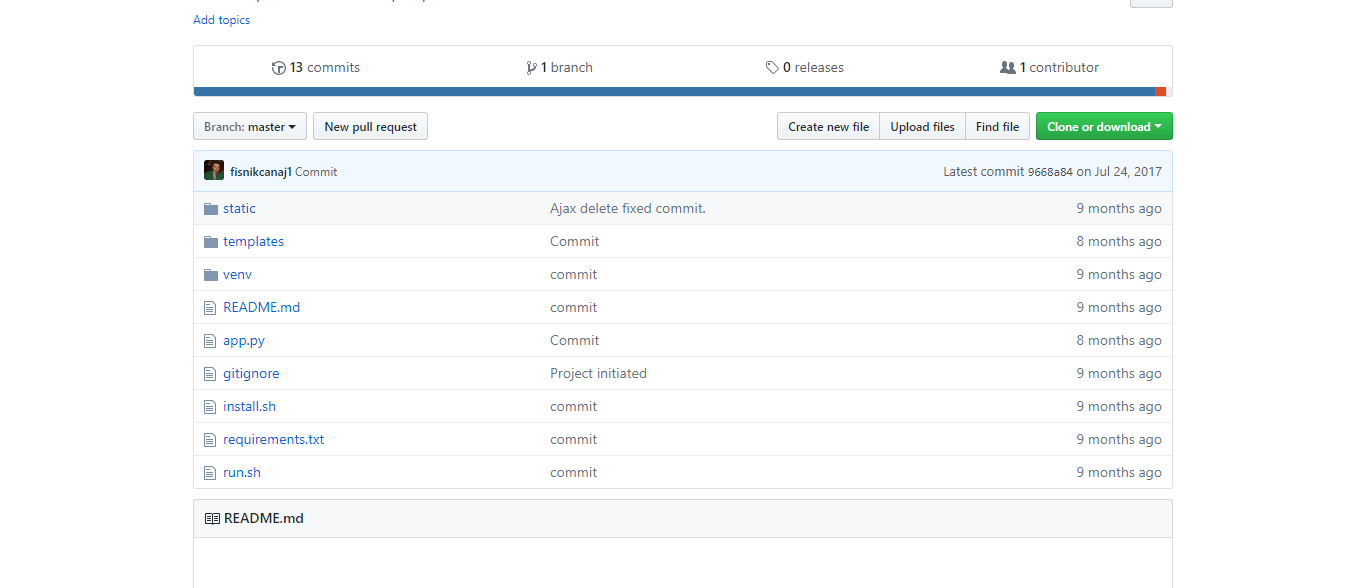 Add topics
13 commits 1 branch 0 releases 1 contributor
Branch: master New pull request Create new file Upload files Find file Clone or download
fisnikcanaj1 Commit Latest commit 9668a84 on Jul 24, 2017
static Ajax delete fixed commit. 9 months ago
templates Commit 8 months ago
venv commit 9 months ago
README.md commit 9 months ago
app.py Commit 8 months ago
gitignore Project initiated 9 months ago
install.sh commit 9 months ago
requirements.txt commit 9 months ago
run.sh commit 9 months ago
README.md